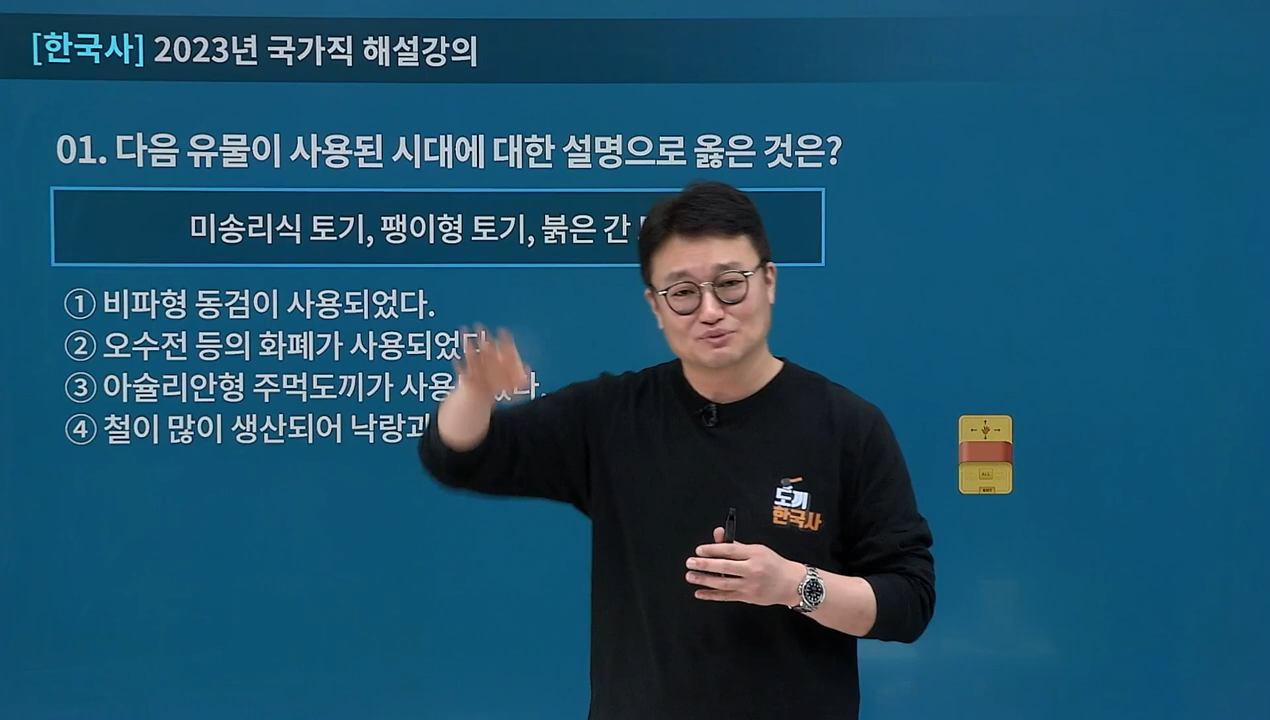 [한국사] 2023년 국가직 해설강의
01. 다음 유물이 사용된 시대에 대한 설명으로 옳은 것은?
미송리식 토기, 팽이형 토기, 붉은 간
① 비파형 동검이 사용되었다.
② 오수전 등의 화폐가 사용되었다.
③ 아슐리안형 주먹도끼가
④ 철이 많이 생산되어 낙랑과
도끼
한국사
ALL